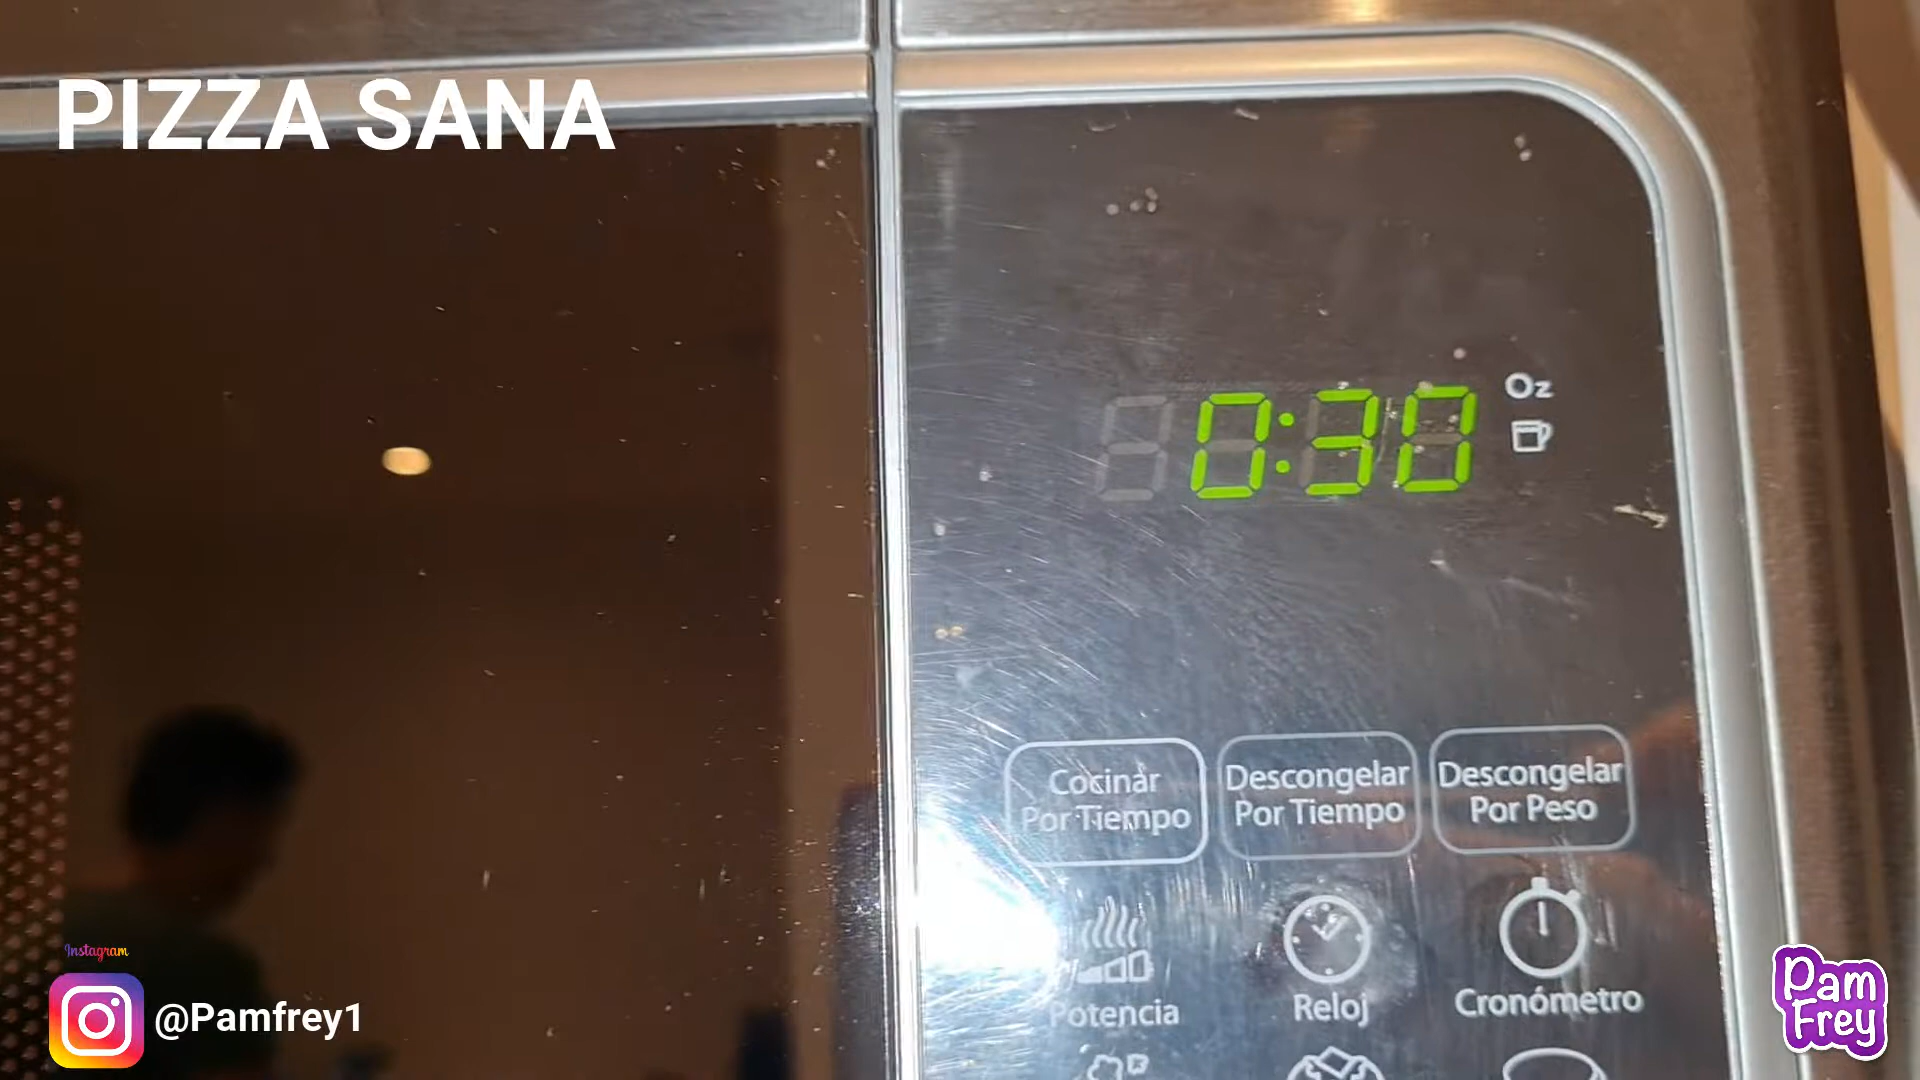 PIZZA SANA
0:30
Oz
Cocinar
Por Tiempo
Descongelar
Por Tiempo
Descongelar
Por Peso
Potencia
Reloj
Cronómetro
Instagram
@Pamfrey1
Pam
Frey